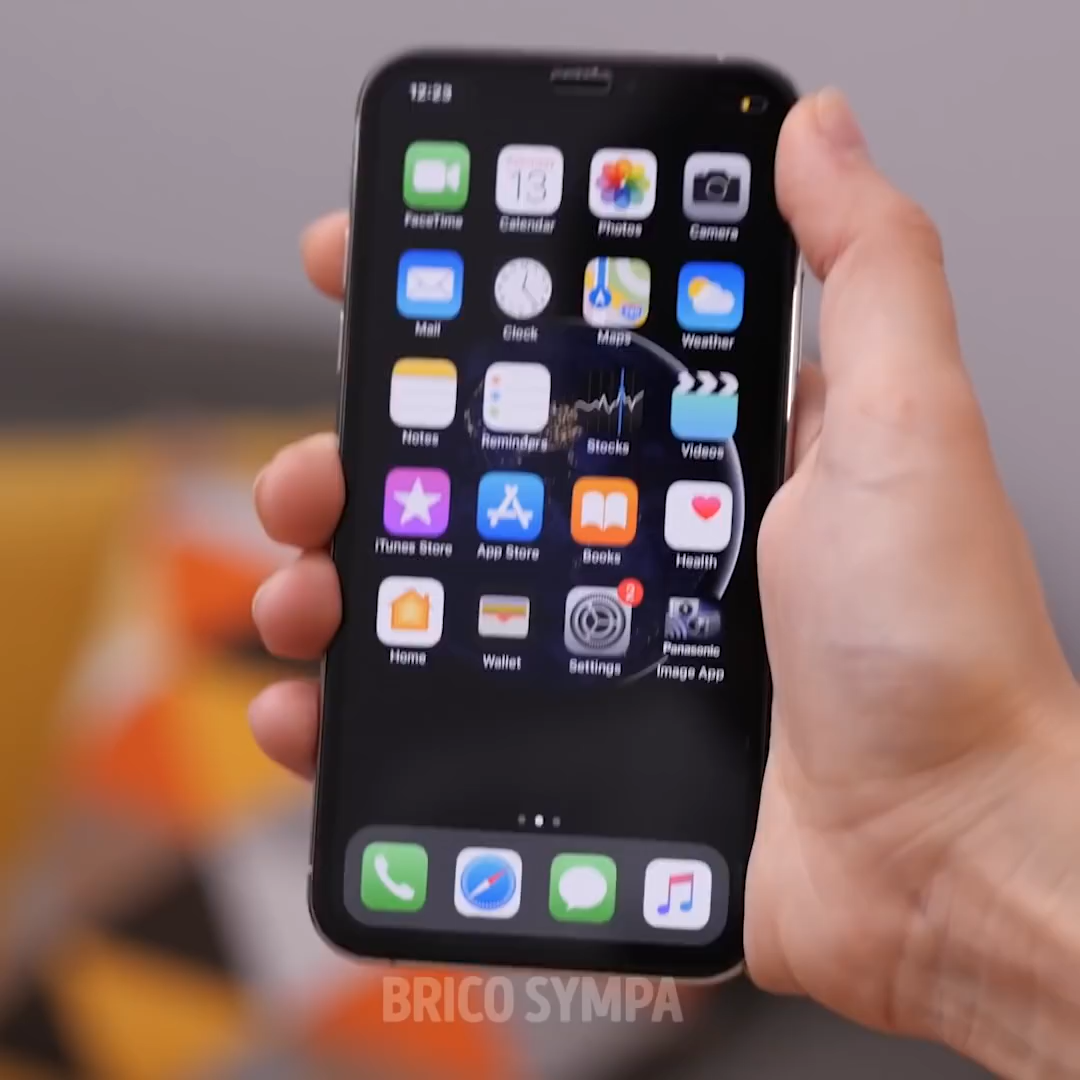 12:23
FaceTime
13
Calendar
Photos
Camera
Mail
Clock
Maps
Weather
Notes
Reminders
Stocks
Videos
iTunes Store
App Store
Books
Health
Home
Wallet
2
Settings
Panasonic
Image App
BRICO SYMPA